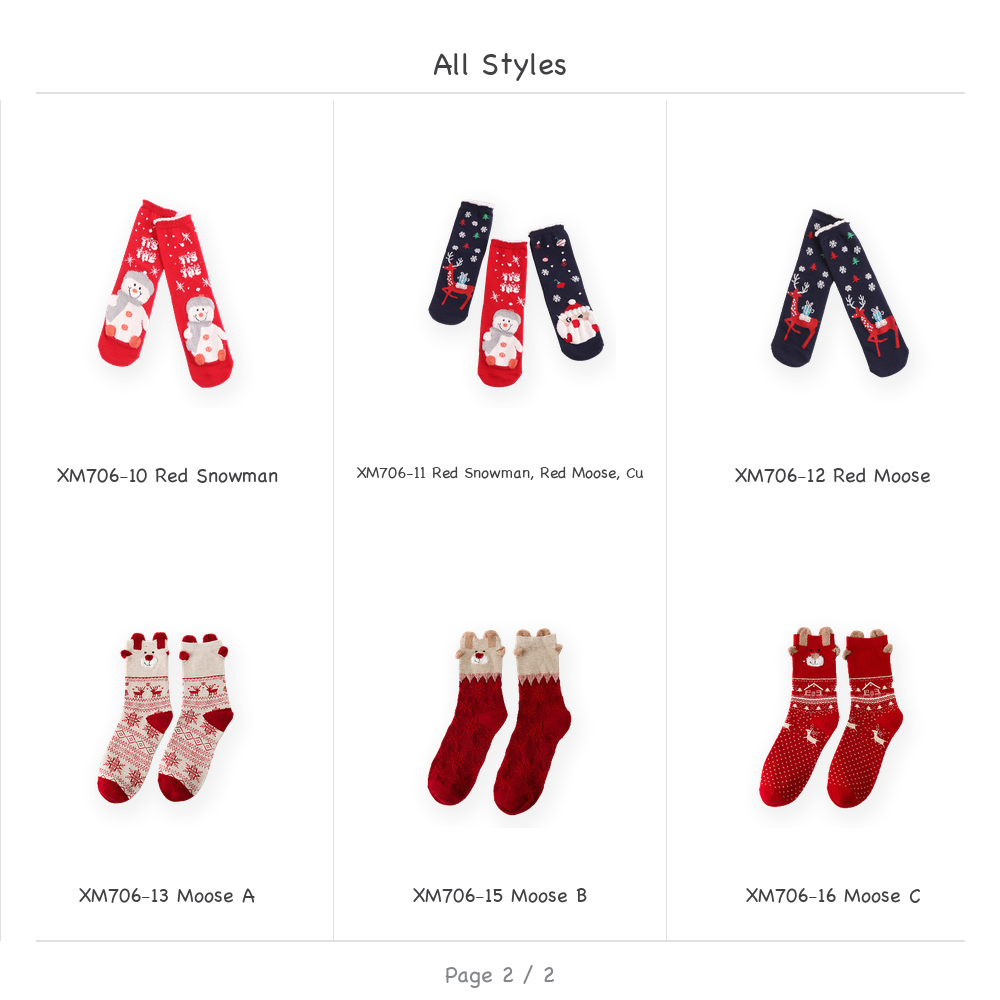 All Styles
XM706-10 Red Snowman
XM706-11 Red Snowman, Red Moose, Cu
XM706-12 Red Moose
XM706-13 Moose A
XM706-15 Moose B
XM706-16 Moose C
Page 2 / 2